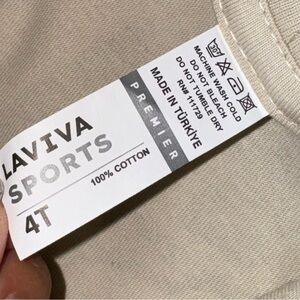 LAVIVA
SPORTS
4T
100% COTTON
PREMIER
MADE IN TÜRKİYE
MACHINE WASH COLD
DO NOT BLEACH
DO NOT TUMBLE DRY
RN# 111729